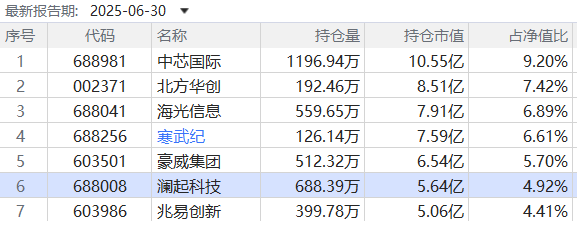 最新报告期: 2025-06-30
序号 代码 名称 持仓量 持仓市值 占净值比
1 688981 中芯国际 1196.94万 10.55亿 9.20%
2 002371 北方华创 192.46万 8.51亿 7.42%
3 688041 海光信息 559.65万 7.91亿 6.89%
4 688256 寒武纪 126.14万 7.59亿 6.61%
5 603501 豪威集团 512.32万 6.54亿 5.70%
6 688008 澜起科技 688.39万 5.64亿 4.92%
7 603986 兆易创新 399.78万 5.06亿 4.41%